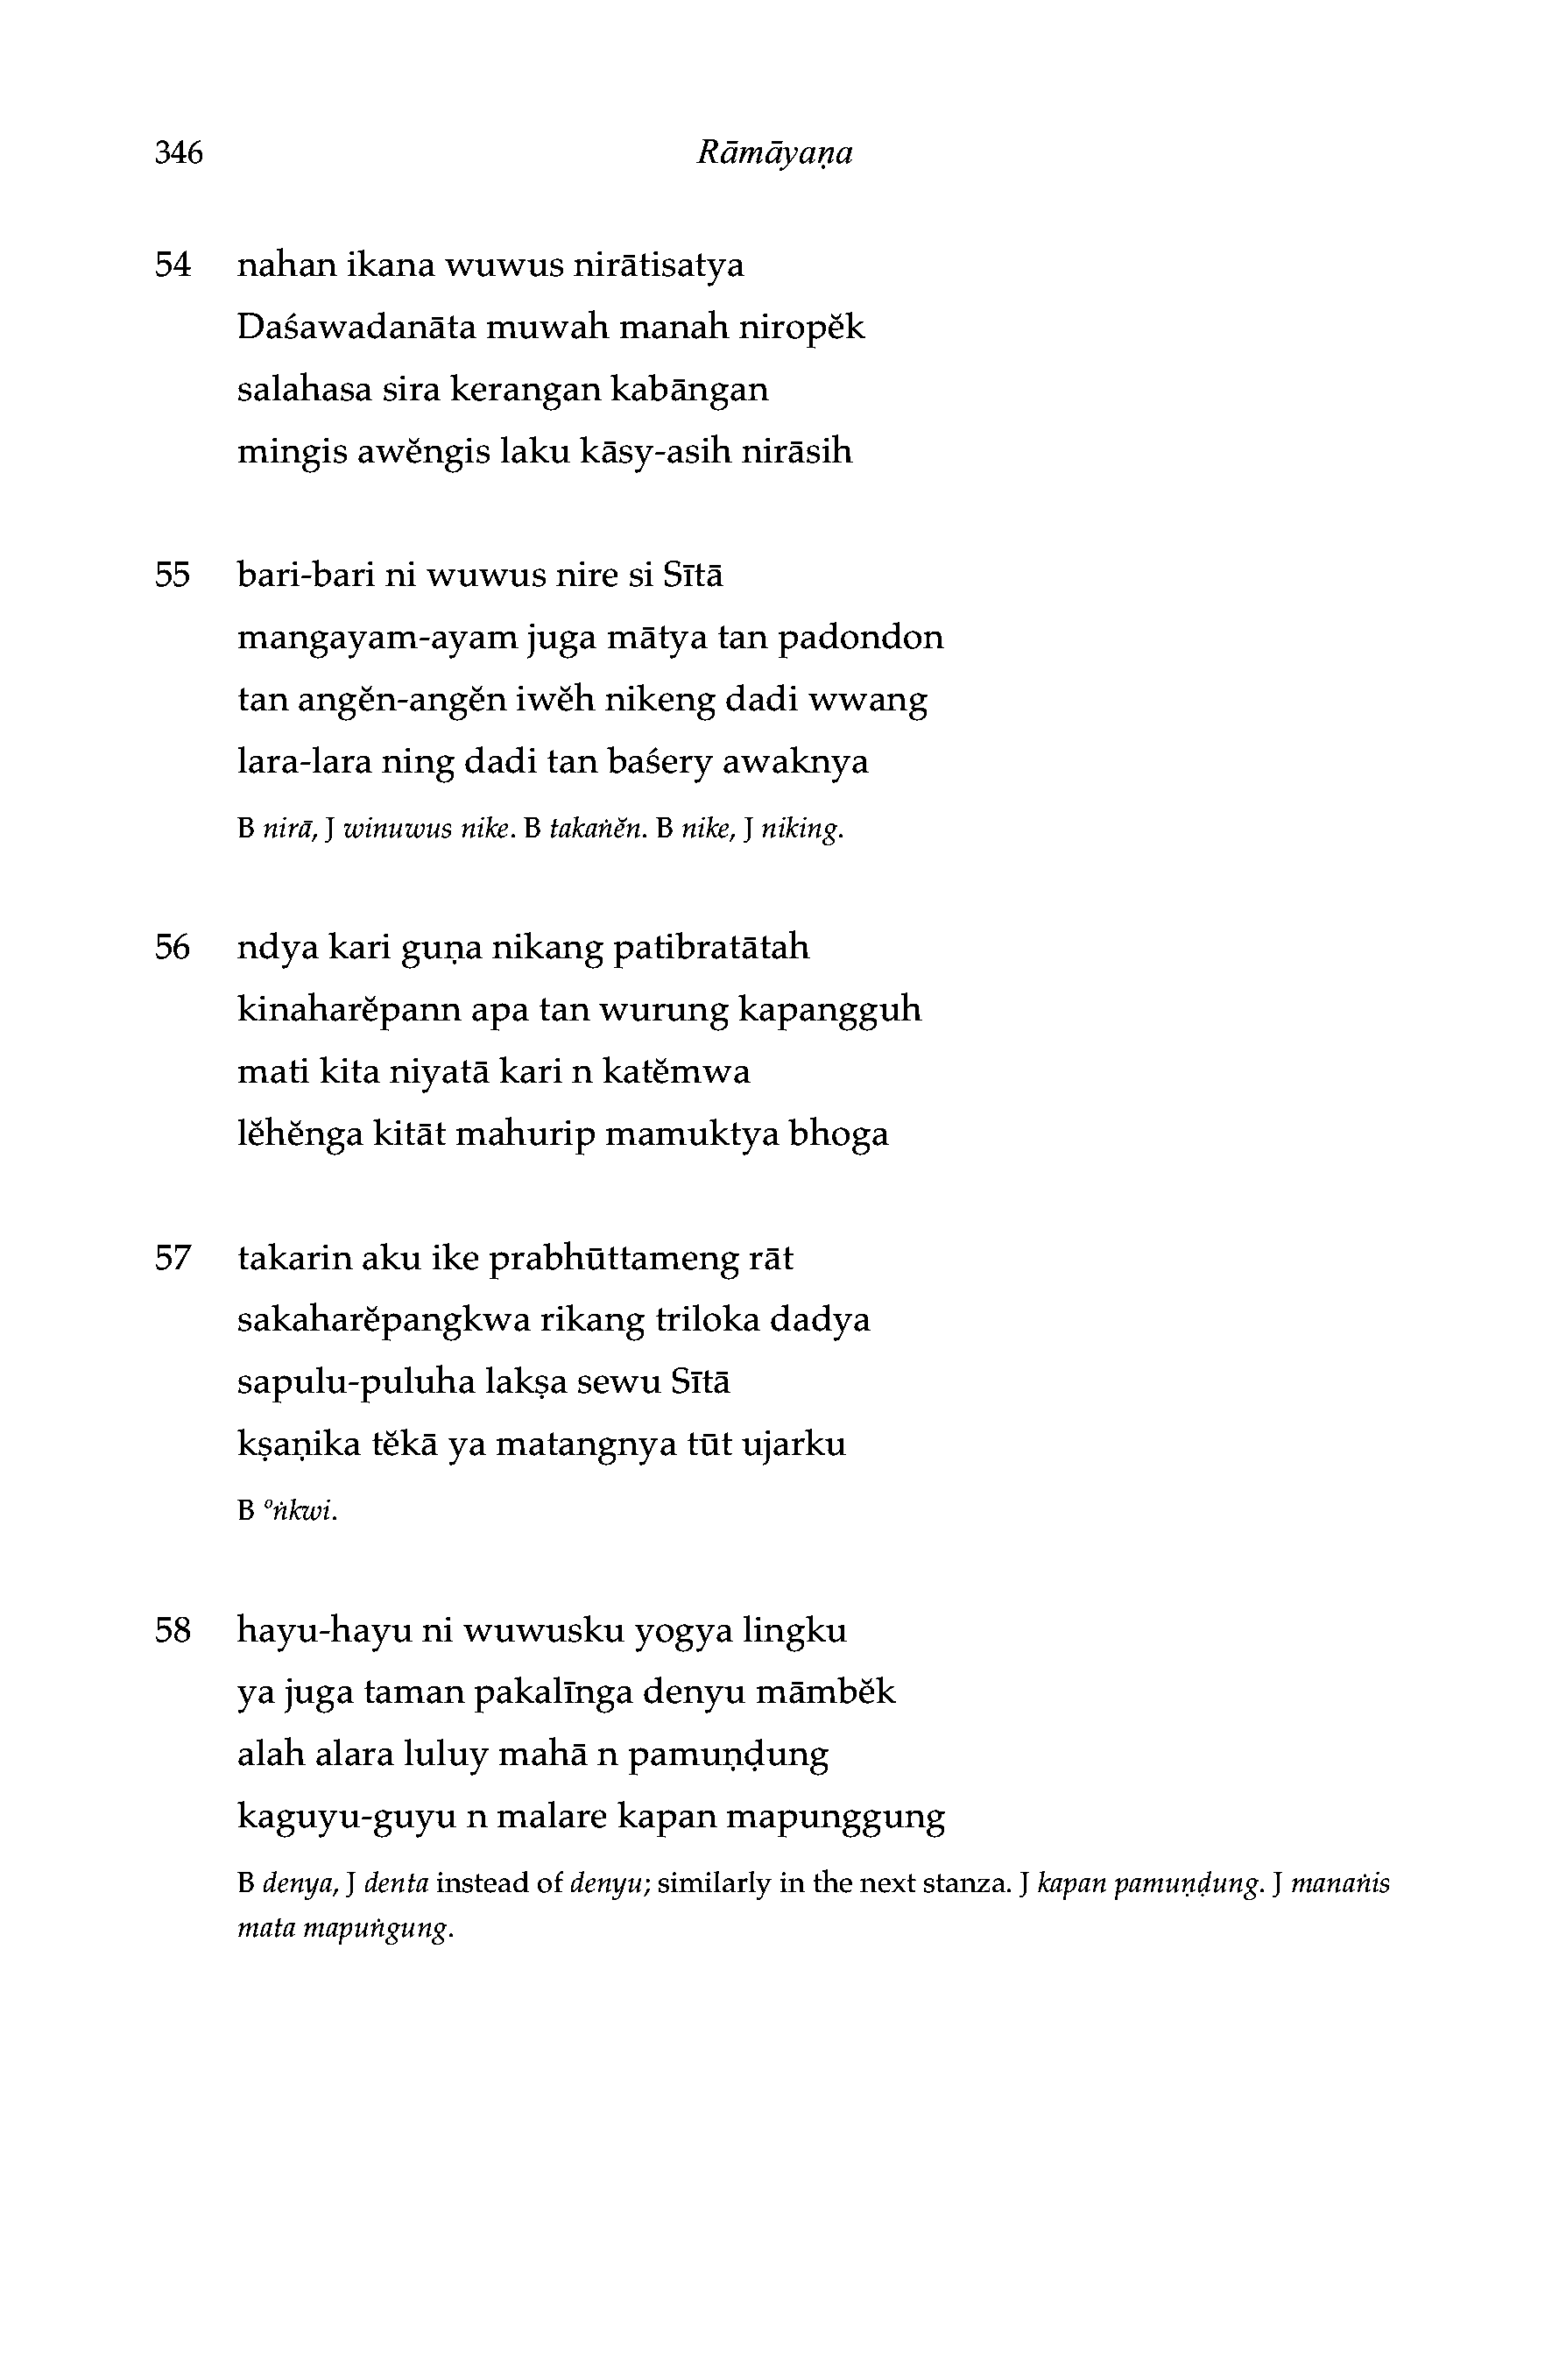 346 Rāmāyaṇa
54 nahan ikana wuwus nirātisatya
Daśawadanāta muwah manah niropĕk
salahasa sira kerangan kabāngan
mingis awĕngis laku kāsy-asih nirāsih
55 bari-bari ni wuwus nire si Sītā
mangayam-ayam juga mātya tan padondon
tan angĕn-angĕn iwĕh nikeng dadi wwang
lara-lara ning dadi tan baśery awaknya
B nirā, J winuwus nike. B takaṅĕn. B nike, J niking.
56 ndya kari guṇa nikang patibratātah
kinaharĕpann apa tan wurung kapangguh
mati kita niyatā kari n katĕmwa
lĕhĕnga kitāt mahurip mamuktya bhoga
57 takarin aku ike prabhūttameng rāt
sakaharĕpangkwa rikang triloka dadya
sapulu-puluha lakṣa sewu Sītā
kṣaṇika tĕkā ya matangnya tūt ujarku
B °ṅkwi.
58 hayu-hayu ni wuwusku yogya lingku
ya juga taman pakalīnga denyu māmbĕk
alah alara luluy mahā n pamuṇḍung
kaguyu-guyu n malare kapan mapunggung
B denya, J denta instead of denyu; similarly in the next stanza. J kapan pamuṇḍung. J manaṅis
mata mapuṅgung.